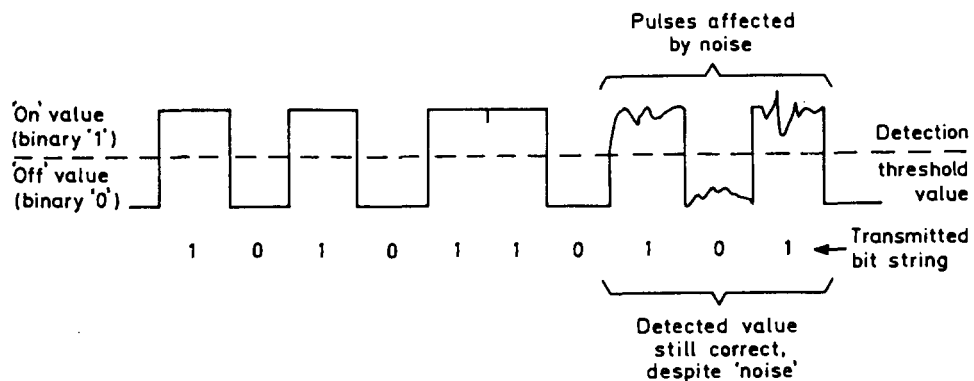 Pulses affected
by noise
'On' value
(binary '1')
'Off' value
(binary '0')
Detection
threshold
value
1 0 1 0 1 1 0 1 0 1
Transmitted
bit string
Detected value
still correct,
despite 'noise'